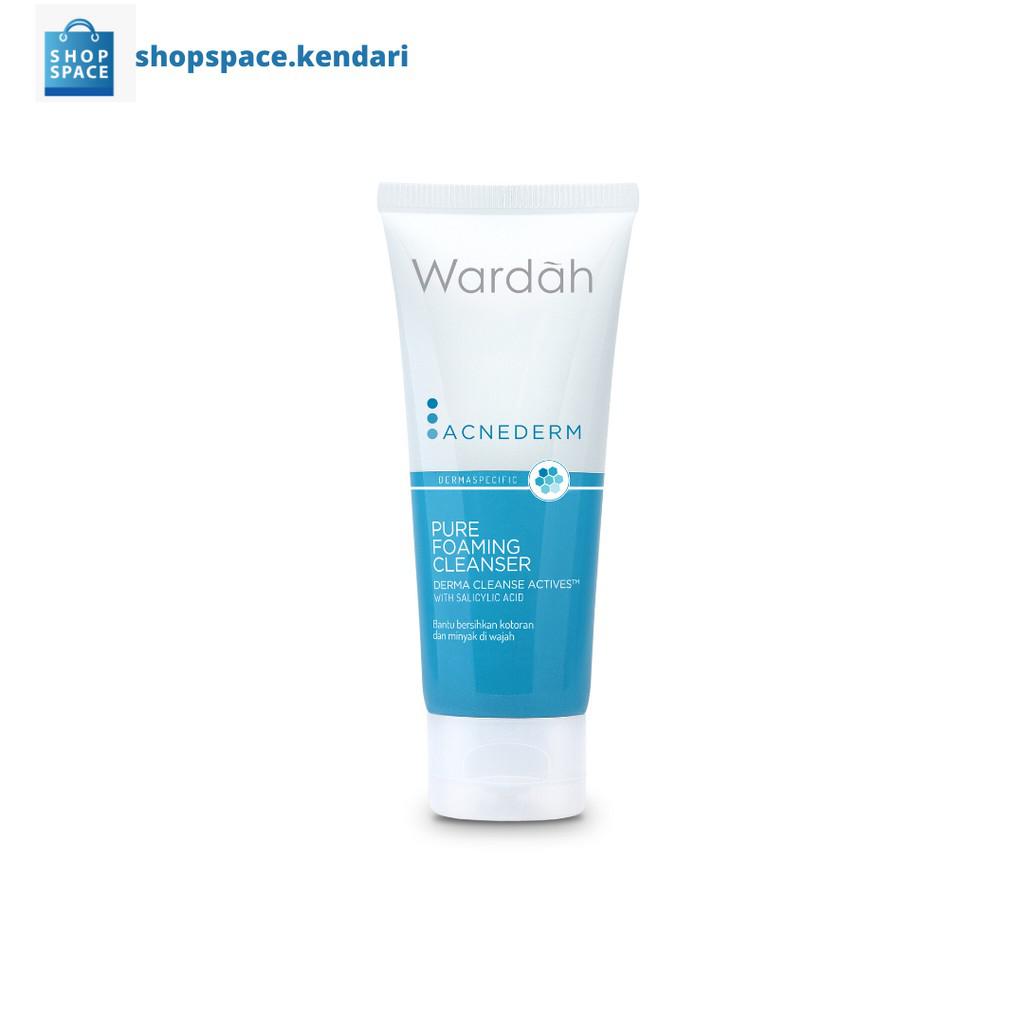 SHOP
SPACE
shopspace.kendari
Wardãh
ACNEDERM
DERMASPECIFIC
PURE
FOAMING
CLEANSER
DERMA CLEANSE ACTIVES™
WITH SALICYLIC ACID
Bantu bersihkan kotoran
dan minyak di wajah